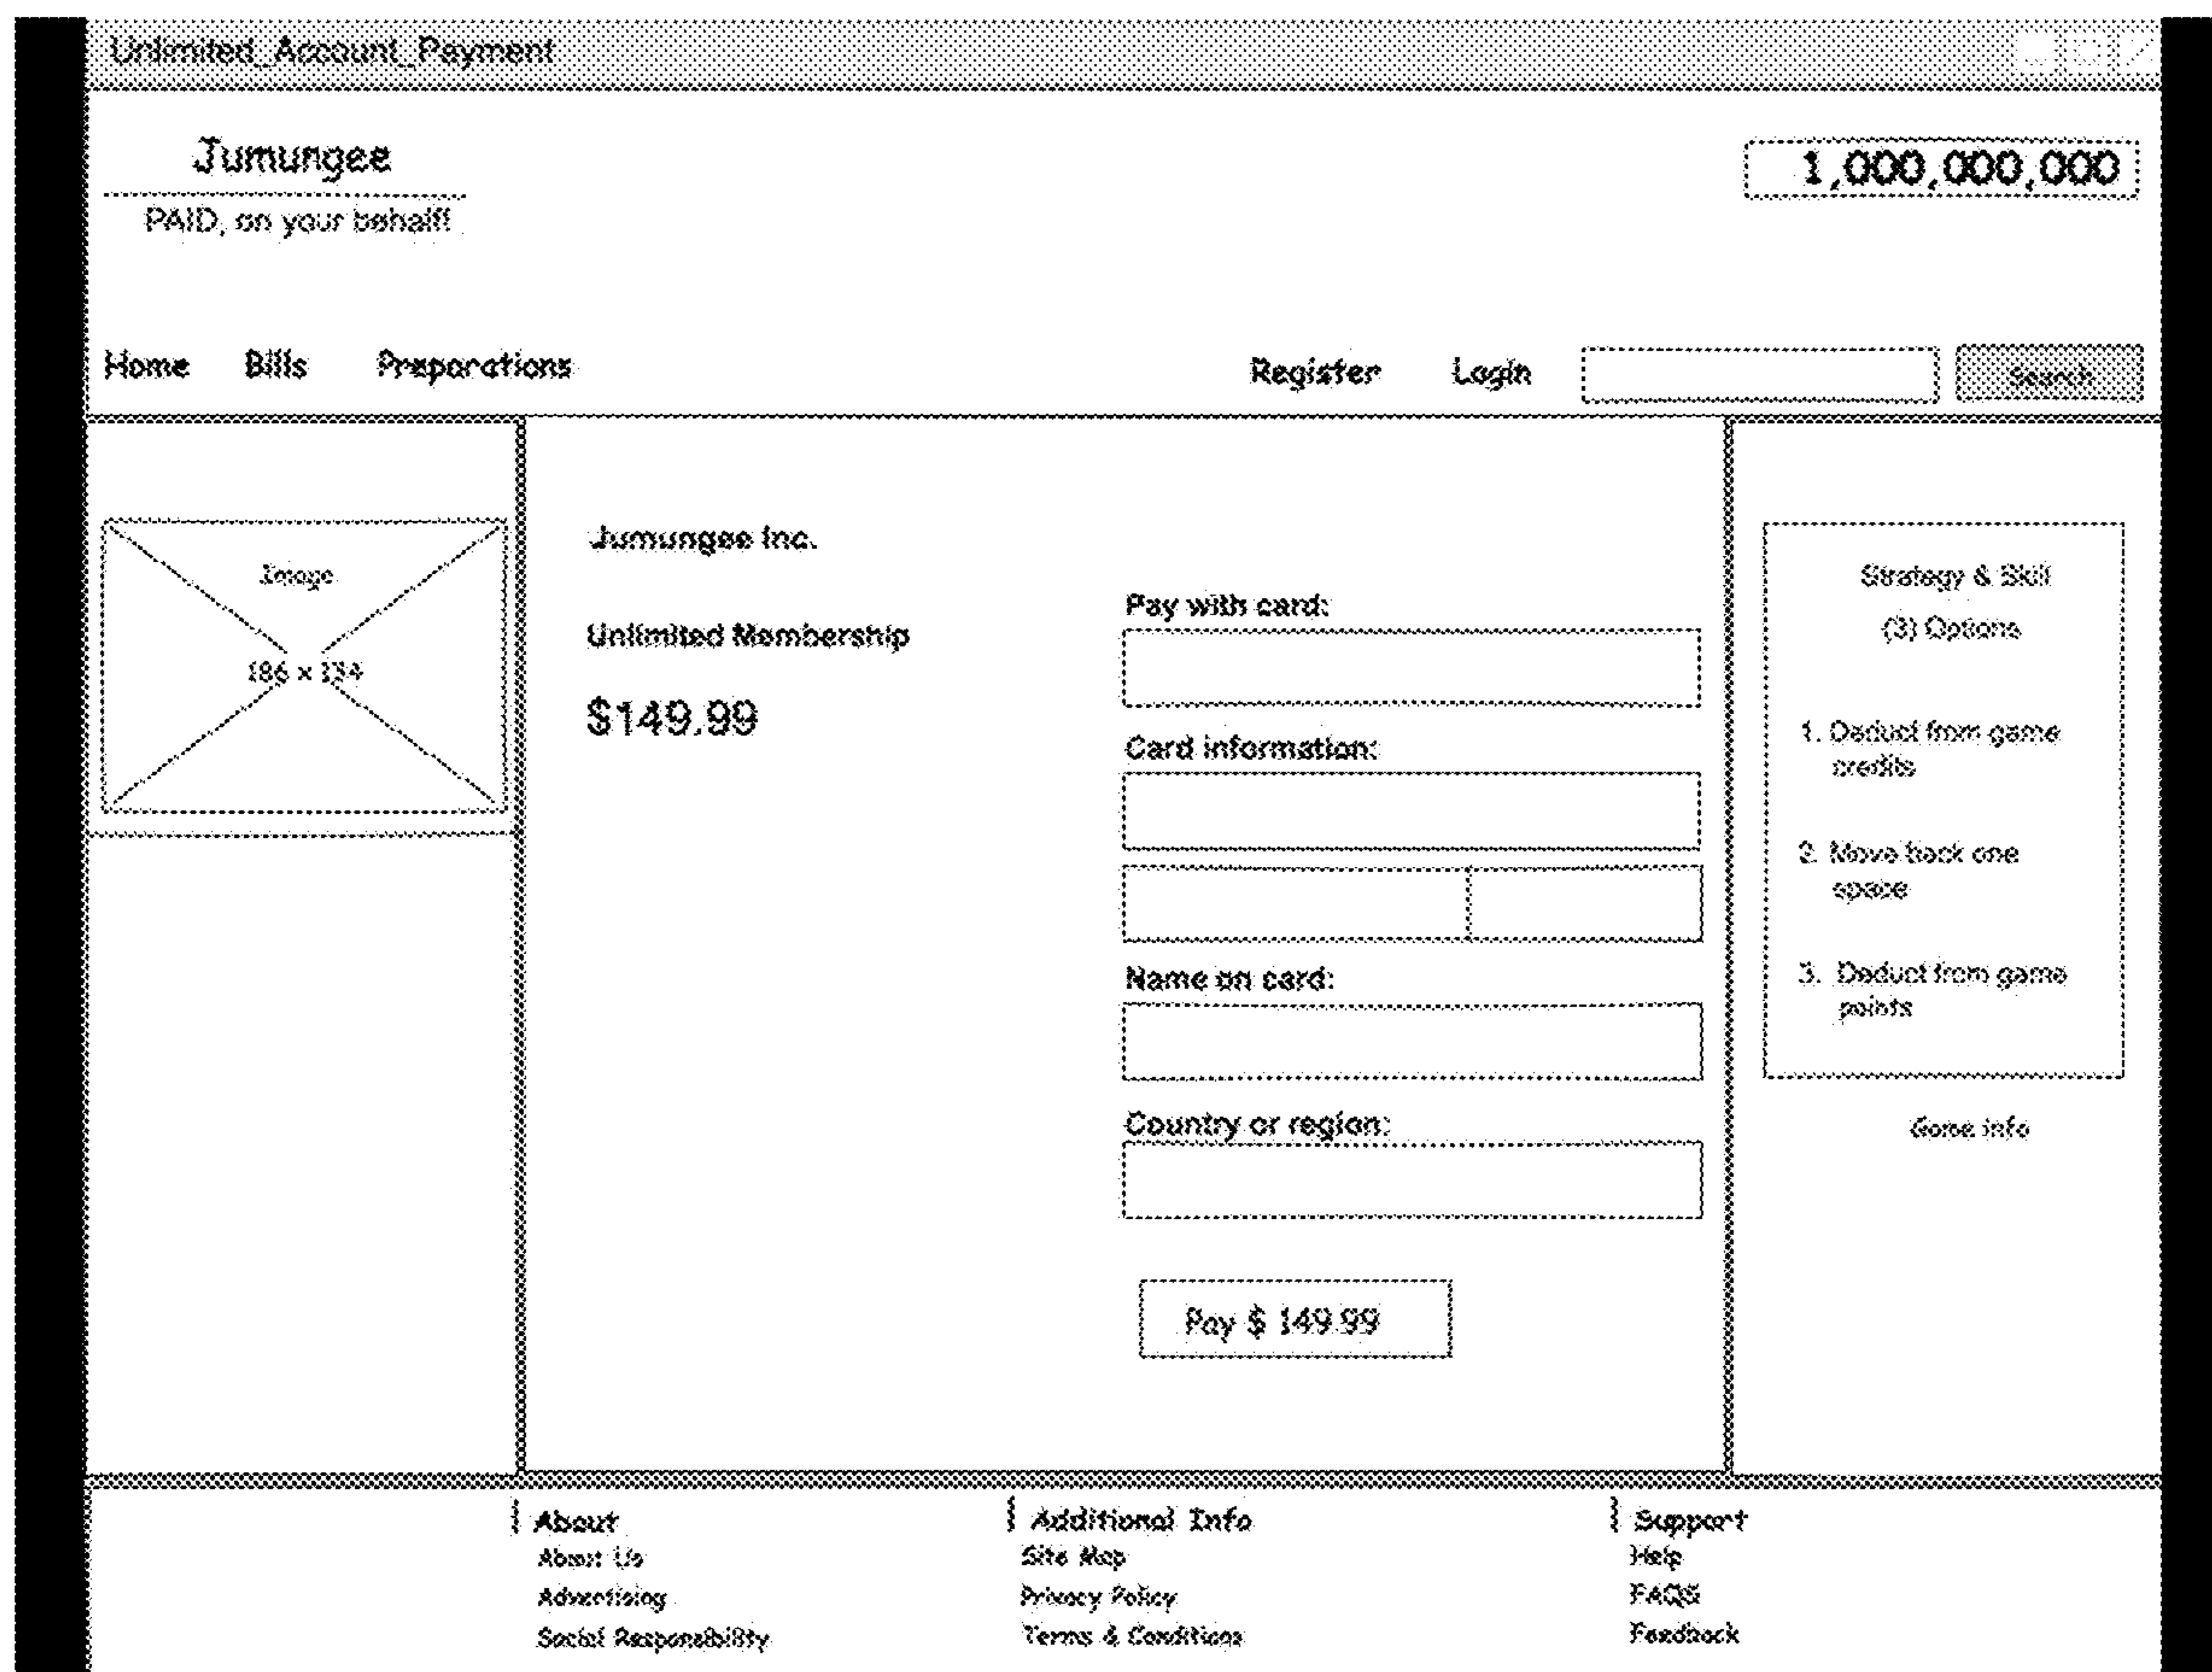 Unlimited_Account_Payment
Jumungee
1,000,000,000
PAID, on your behalf!
Home Bills Preparations Register Login Search
Image
186 x 134
Jumungee Inc.
Unlimited Membership
$149.99
Pay with card:
Card information:
Name on card:
Country or region:
Pay $ 149.99
Strategy & Skill
(3) Options
1. Deduct from game
credits
2. Move back one
space
3. Deduct from game
points
Game info
About
About Us
Advertising
Social Responsibility
Additional Info
Site Map
Privacy Policy
Terms & Conditions
Support
Help
FAQS
Feedback